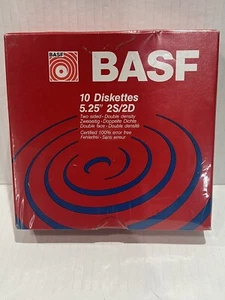 BASF
BASF
10 Diskettes
5.25" 2S/2D
Two sided - Double density
Zweiseitig - Doppelte Dichte
Double face - Double densité
Certified 100% error free
Fehlerfrei - Sans erreur